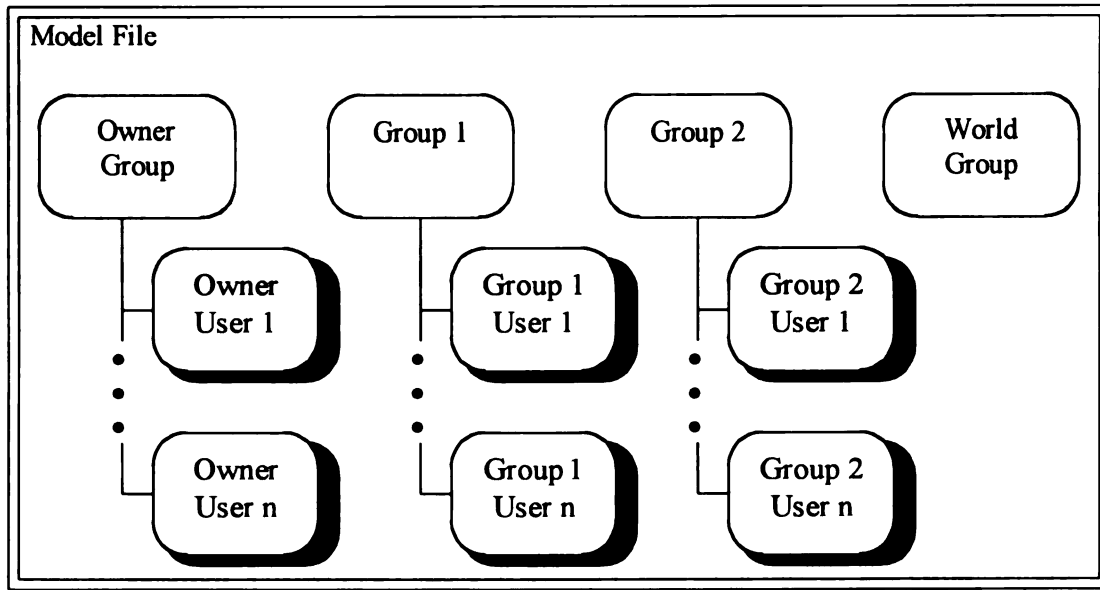 Model File
Owner
Group
Group 1
Group 2
World
Group
Owner
User 1
Group 1
User 1
Group 2
User 1
Owner
User n
Group 1
User n
Group 2
User n